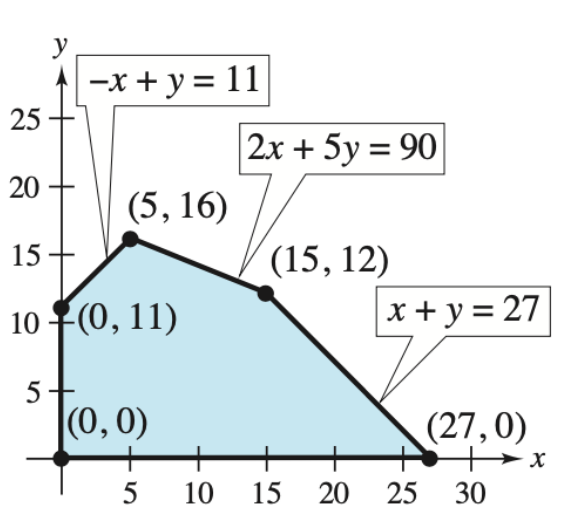 y
−x + y = 11
25
2x + 5y = 90
20
(5, 16)
15
(15, 12)
x + y = 27
10
(0, 11)
5
(0, 0)
(27, 0)
x
5 10 15 20 25 30